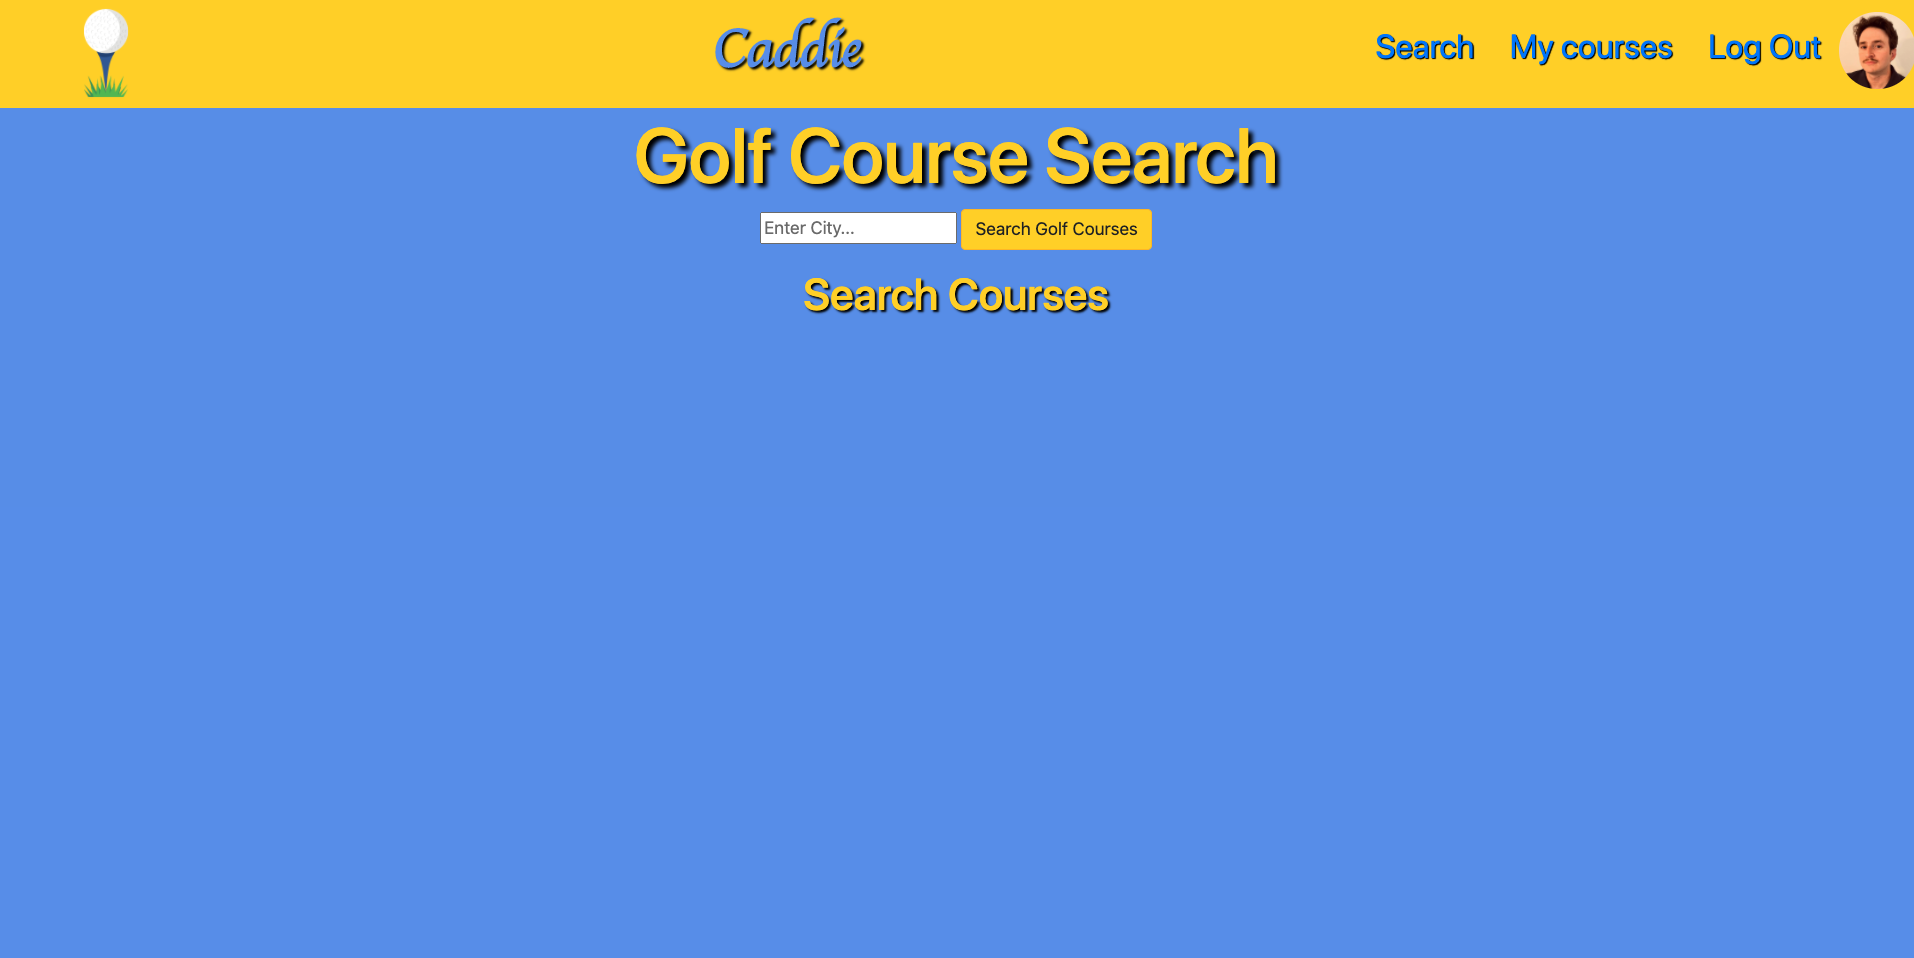 Caddie
Search My courses Log Out
Golf Course Search
Enter City... Search Golf Courses
Search Courses